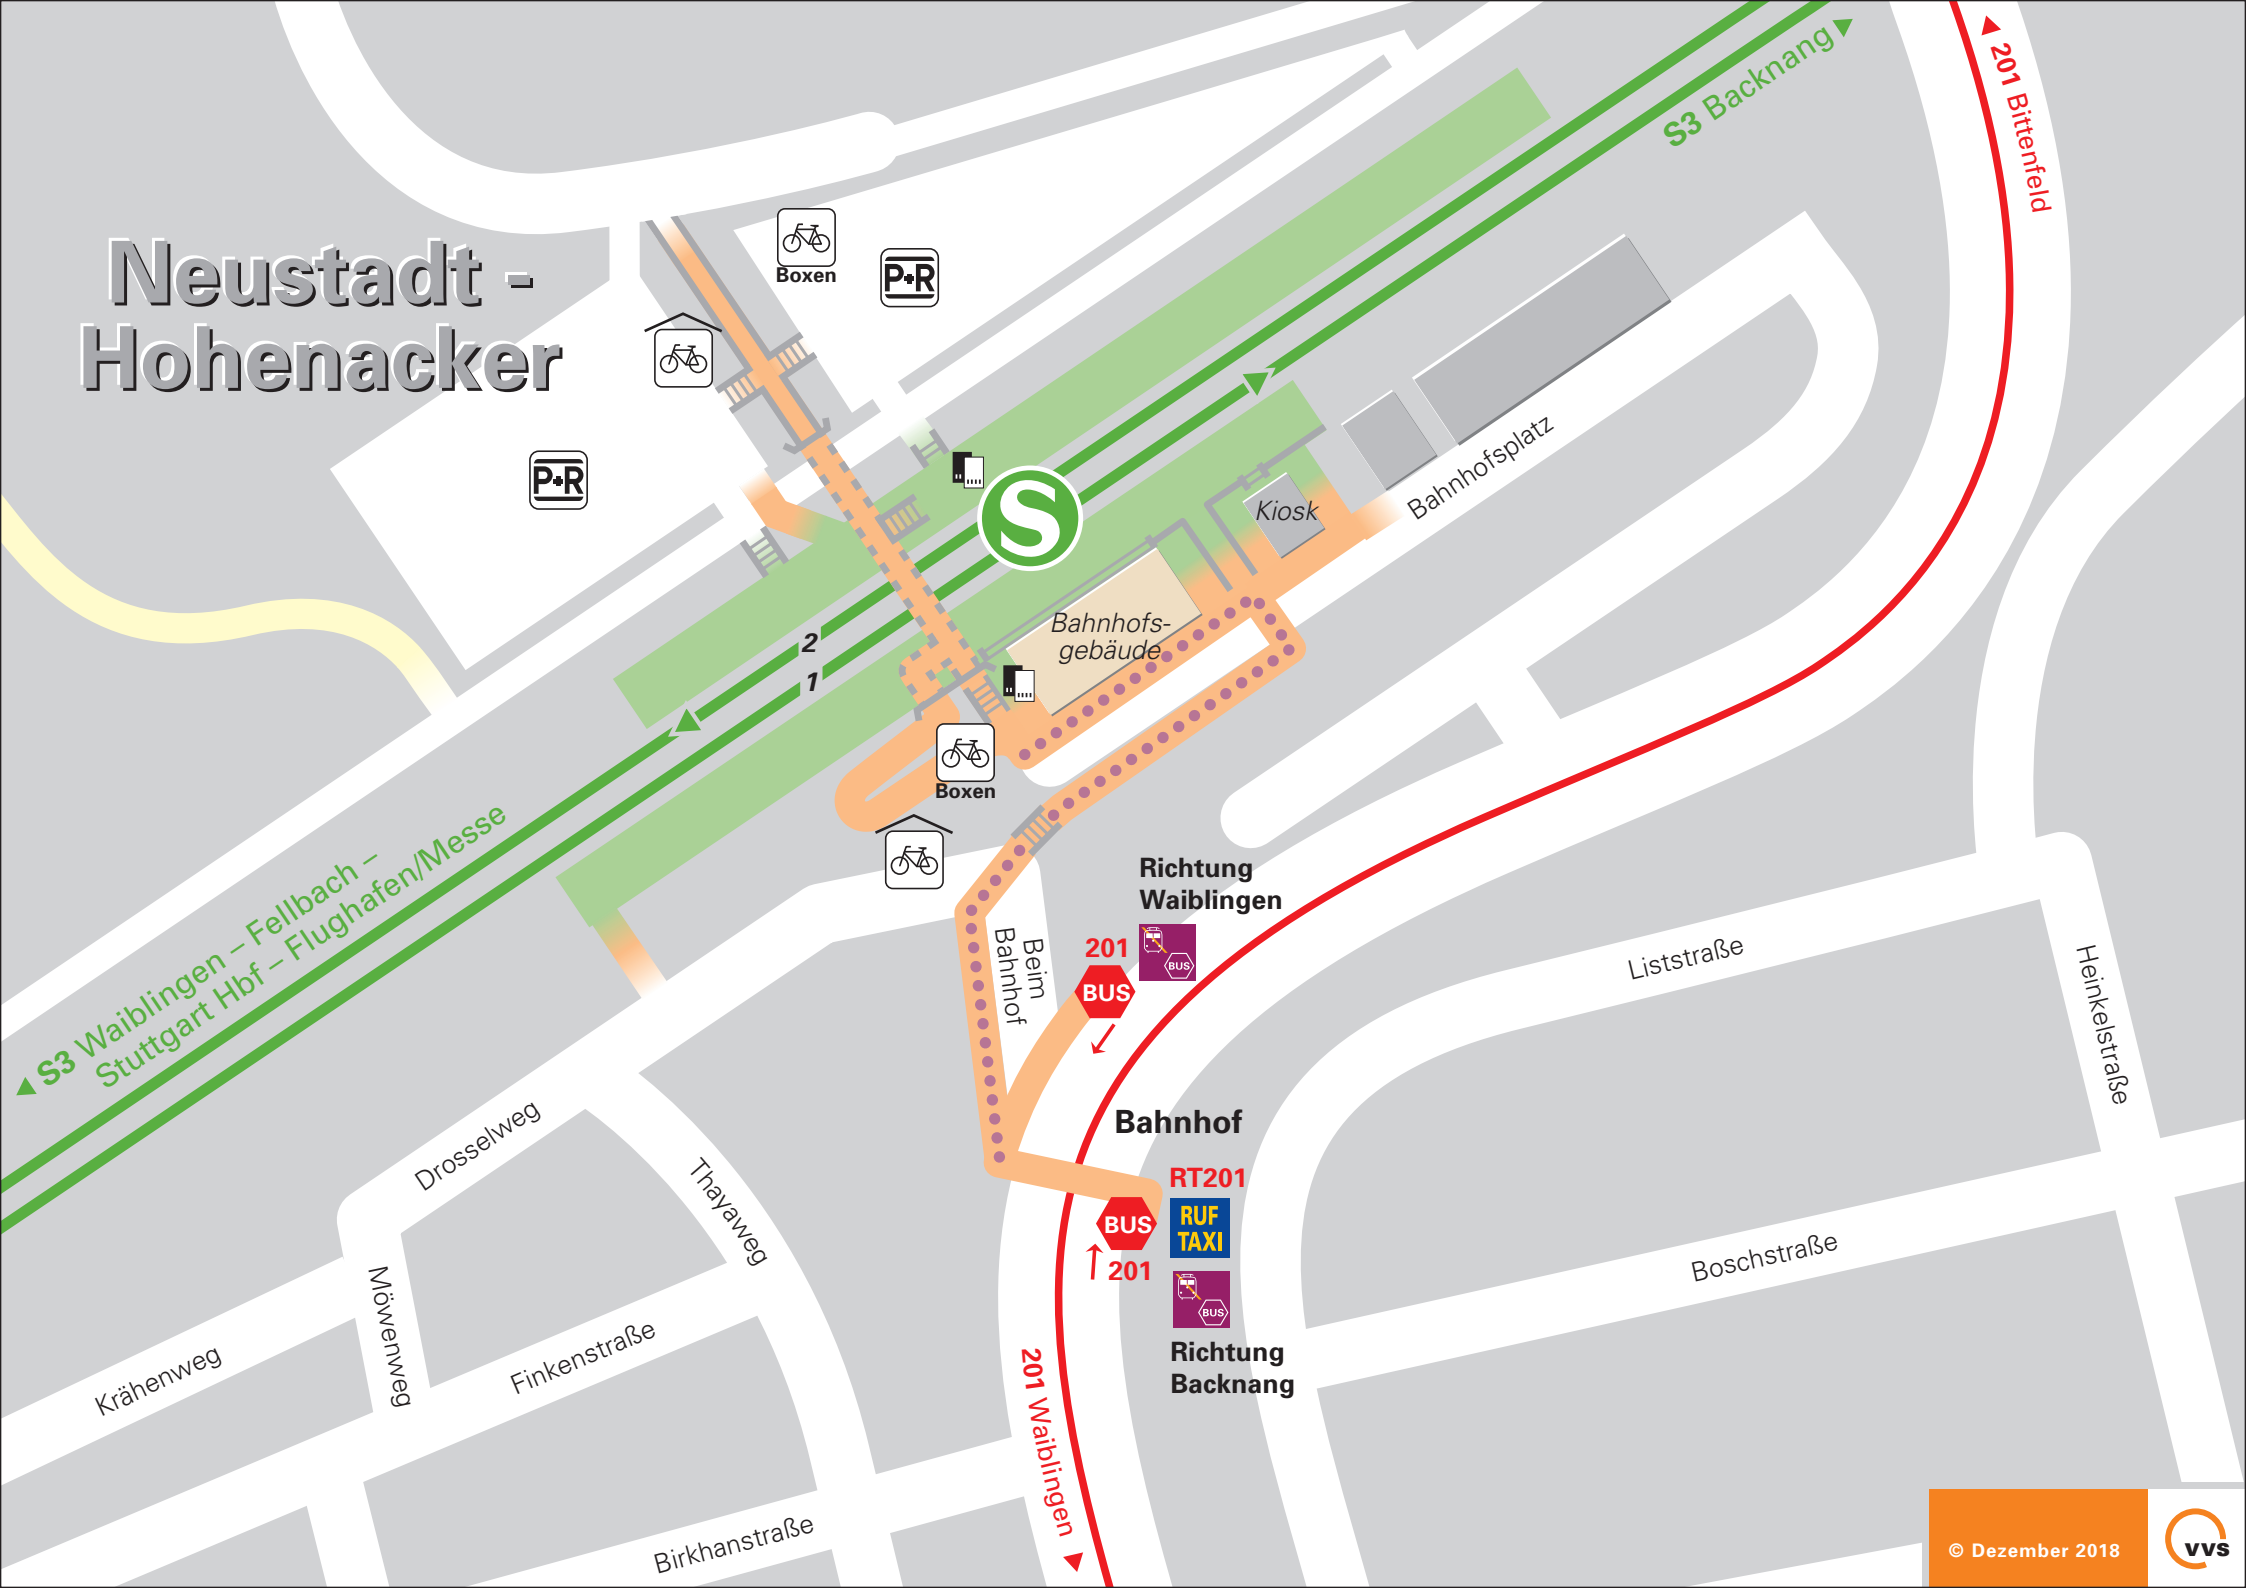 Neustadt -
Hohenacker
Boxen
P+R
P+R
S3 Backnang
201 Bittenfeld
S
Kiosk
Bahnhofsplatz
Bahnhofs-
gebäude
2
1
Boxen
S3 Waiblingen – Fellbach –
Stuttgart Hbf – Flughafen/Messe
Richtung
Waiblingen
201
BUS
BUS
Beim
Bahnhof
Liststraße
Heinkelstraße
Drosselweg
Thayaweg
Bahnhof
RT201
BUS
RUF
TAXI
201
BUS
Richtung
Backnang
Boschstraße
Möwenweg
Krähenweg
Finkenstraße
201 Waiblingen
Birkhanstraße
© Dezember 2018
vvs